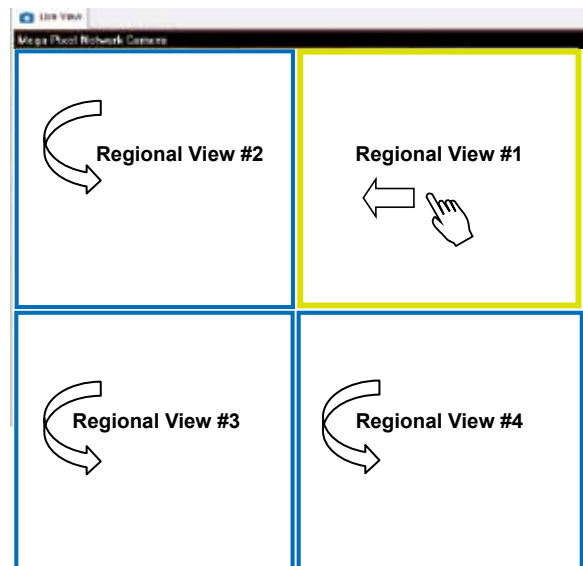 Live View
Mega Pixel Network Camera
Regional View #2
Regional View #1
Regional View #3
Regional View #4